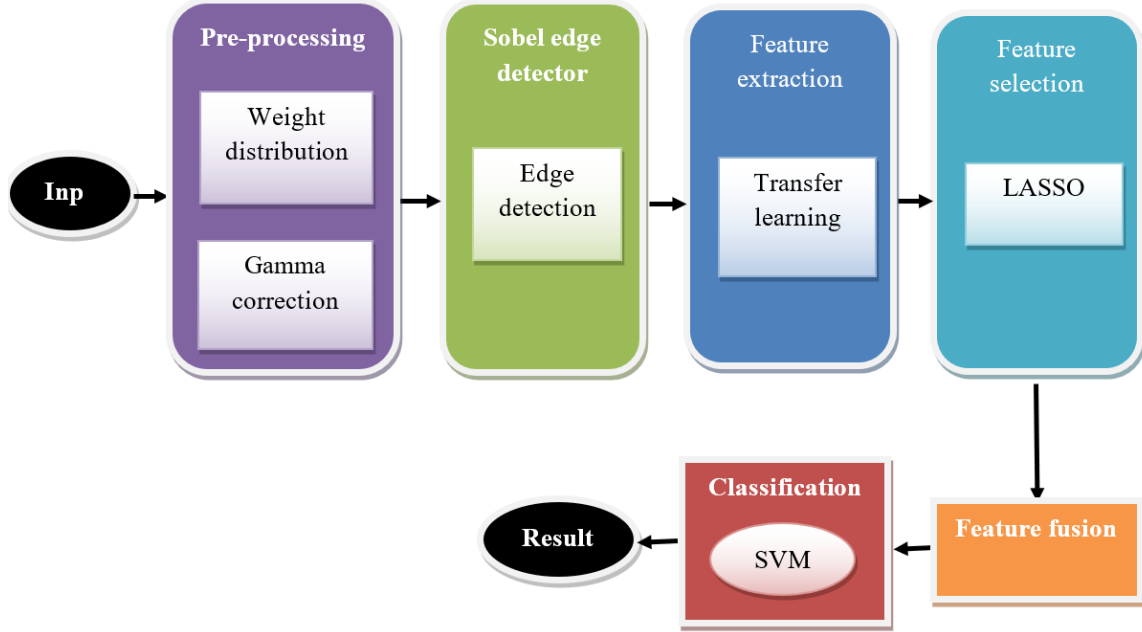 Pre-processing
Weight
distribution
Gamma
correction
Sobel edge
detector
Edge
detection
Feature
extraction
Transfer
learning
Feature
selection
LASSO
Inp
Feature fusion
Classification
SVM
Result